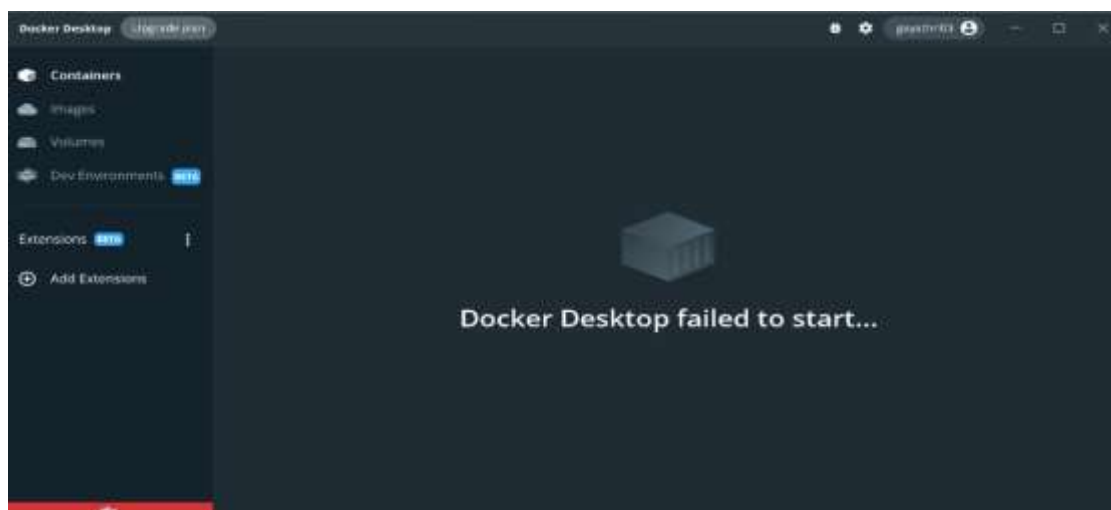 Docker Desktop
Upgrade plan
Containers
Images
Volumes
Dev Environments BETA
Extensions BETA
Add Extensions
Docker Desktop failed to start...